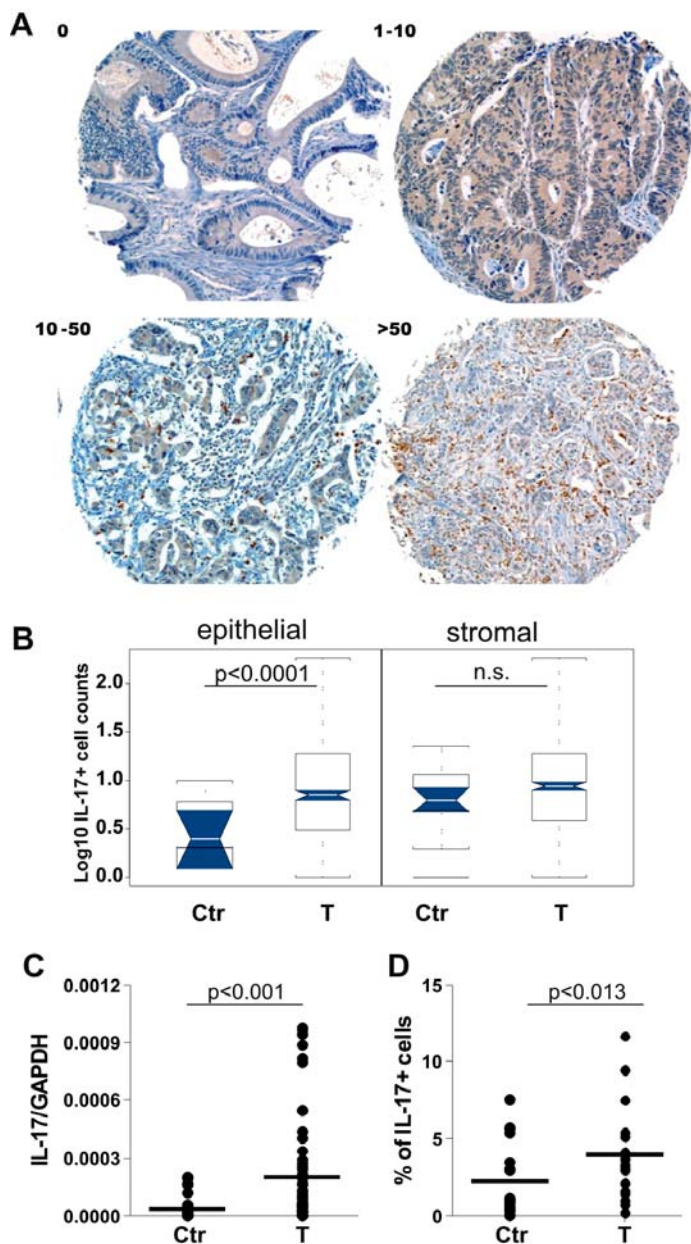 A
0
1-10
10-50
>50
B
epithelial
stromal
p<0.0001
n.s.
Log10 IL-17+ cell counts
2.0
1.5
1.0
0.5
0.0
Ctr
T
Ctr
T
C
p<0.001
IL-17/GAPDH
0.0012
0.0009
0.0006
0.0003
0.0000
Ctr
T
D
p<0.013
% of IL-17+ cells
15
10
5
0
Ctr
T